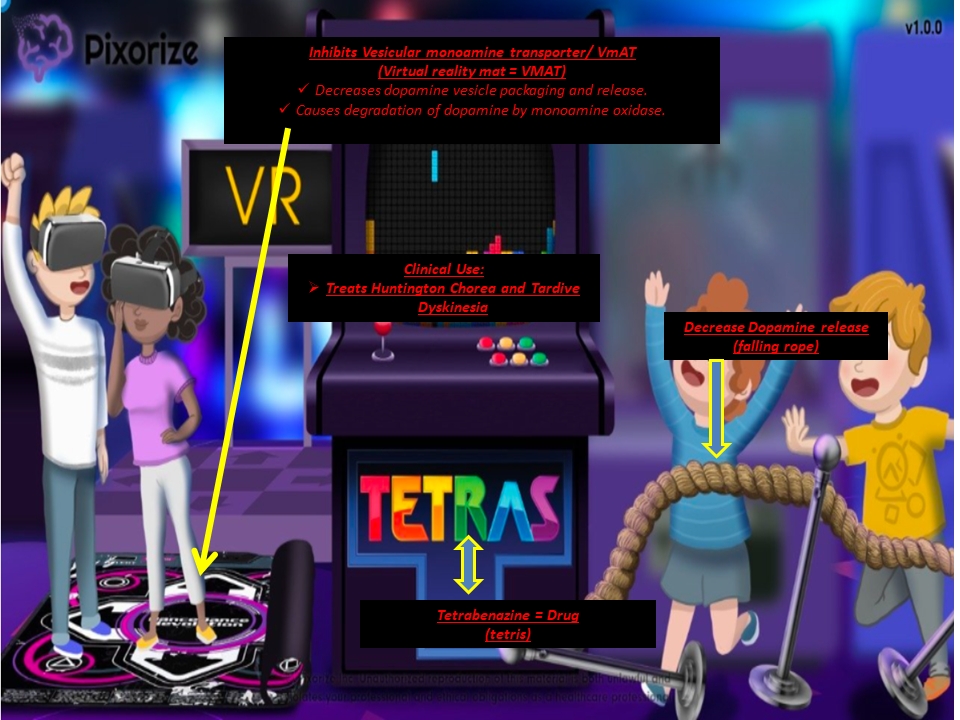 Pixorize
v1.0.0
Inhibits Vesicular monoamine transporter/ VmAT
(Virtual reality mat = VMAT)
✓ Decreases dopamine vesicle packaging and release.
✓ Causes degradation of dopamine by monoamine oxidase.
VR
Clinical Use:
➢ Treats Huntington Chorea and Tardive
Dyskinesia
Decrease Dopamine release
(falling rope)
TETRAS
Tetrabenazine = Drug
(tetris)